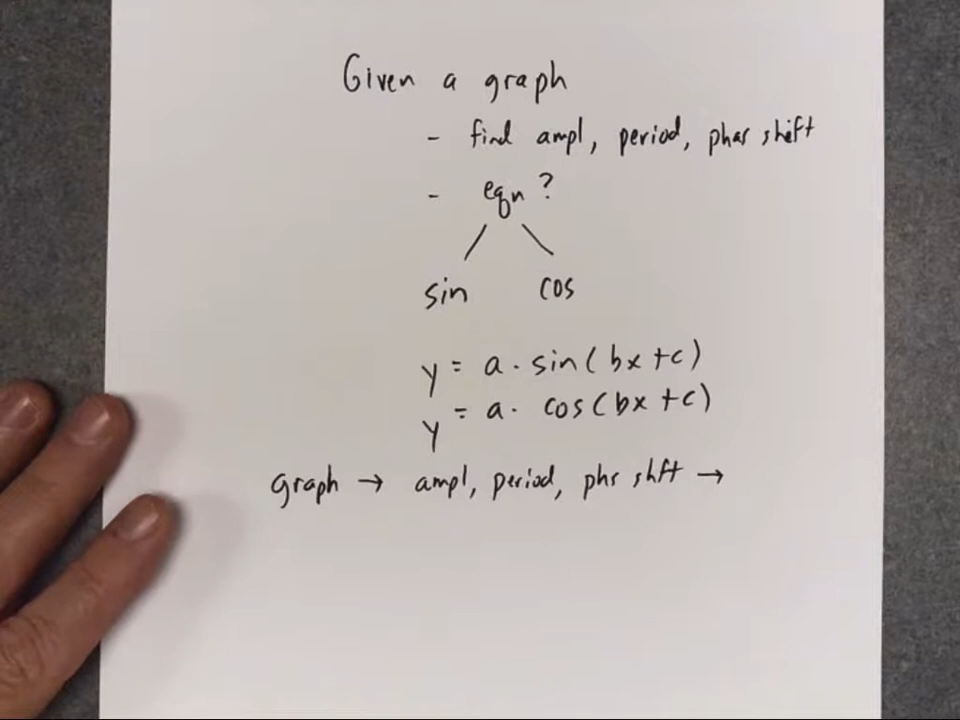 Given a graph
- find ampl, period, phas shift
- eqn?
sin cos
y = a · sin(bx+c)
y = a · cos(bx+c)
graph → ampl, period, phs shft →